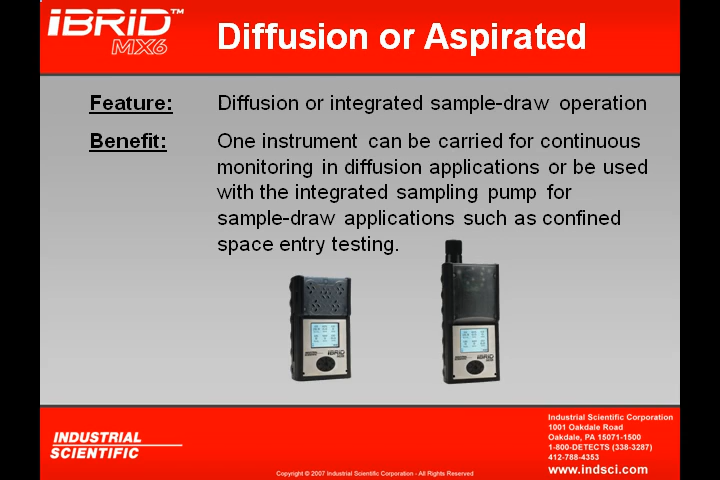 iBRiD™
MX6
Diffusion or Aspirated
Feature: Diffusion or integrated sample-draw operation
Benefit: One instrument can be carried for continuous
monitoring in diffusion applications or be used
with the integrated sampling pump for
sample-draw applications such as confined
space entry testing.
iBRiD
iBRiD
INDUSTRIAL
SCIENTIFIC
Industrial Scientific Corporation
1001 Oakdale Road
Oakdale, PA 15071-1500
1-800-DETECTS (338-3287)
412-788-4353
www.indsci.com
Copyright © 2007 Industrial Scientific Corporation - All Rights Reserved